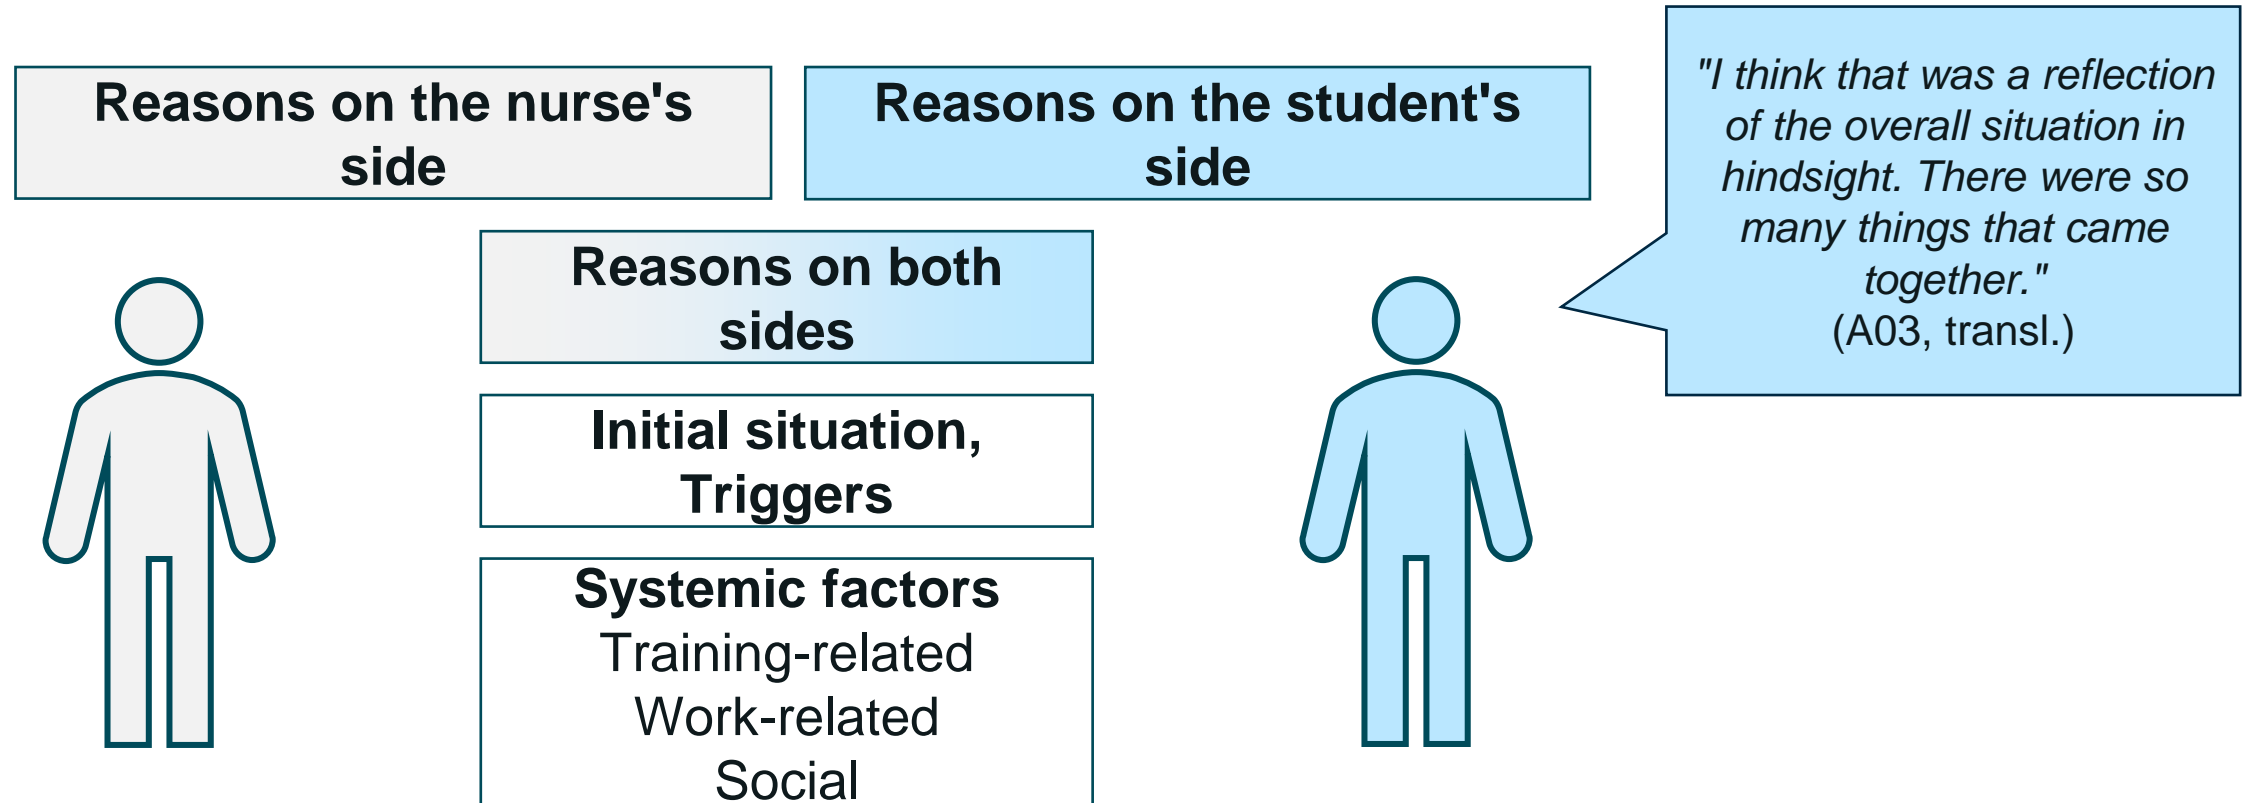 Reasons on the nurse's
side
Reasons on the student's
side
"I think that was a reflection
of the overall situation in
hindsight. There were so
many things that came
together."
(A03, transl.)
Reasons on both
sides
Initial situation,
Triggers
Systemic factors
Training-related
Work-related
Social